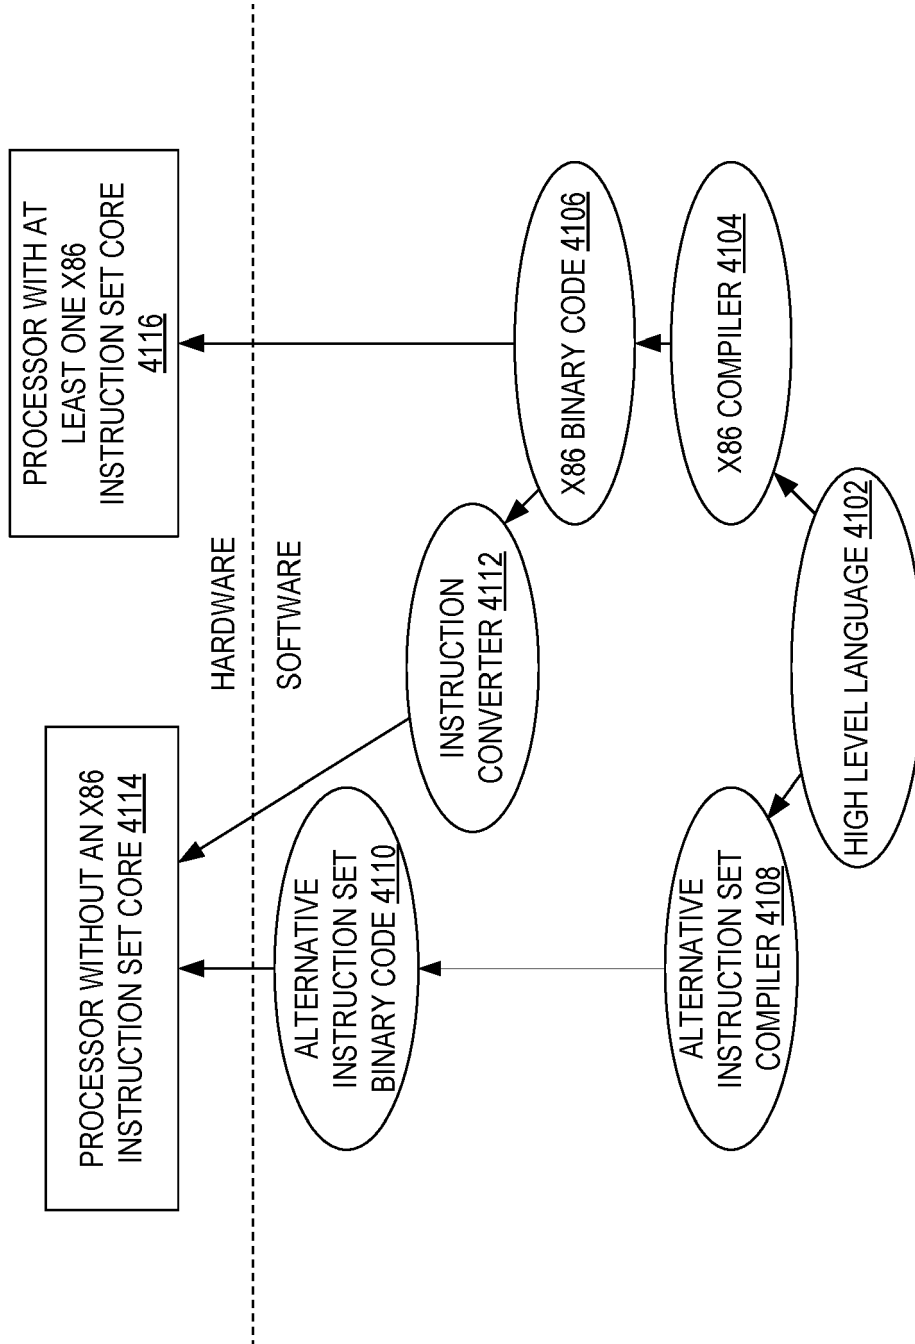 PROCESSOR WITHOUT AN X86
INSTRUCTION SET CORE 4114
PROCESSOR WITH AT
LEAST ONE X86
INSTRUCTION SET CORE
4116
HARDWARE
SOFTWARE
ALTERNATIVE
INSTRUCTION SET
BINARY CODE 4110
INSTRUCTION
CONVERTER 4112
X86 BINARY CODE 4106
ALTERNATIVE
INSTRUCTION SET
COMPILER 4108
X86 COMPILER 4104
HIGH LEVEL LANGUAGE 4102